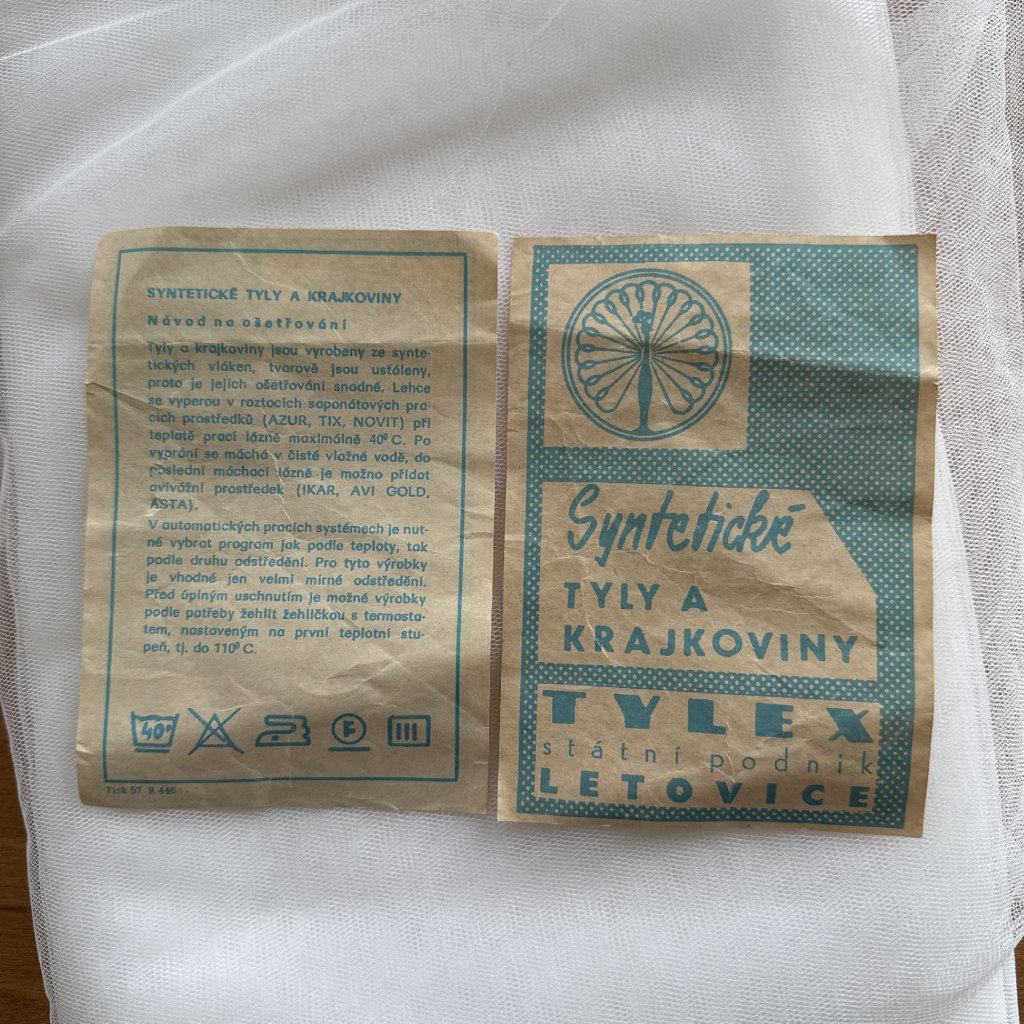 SYNTETICKÉ TYLY A KRAJKOVINY
Návod na ošetřování
Tyly a krajkoviny jsou vyrobeny ze synte-
tických vláken, tvarově jsou ustáleny,
proto je jejich ošetřování snadné. Lehce
se vyperou v roztocích saponátových pra-
cích prostředků (AZUR, TIX, NOVIT) při
teplotě prací lázně maximálně 40⁰ C. Po
vyprání se máchá v čisté vlažné vodě, do
poslední máchací lázně je možno přidat
avivážní prostředek (IKAR, AVI GOLD,
ASTA).
V automatických pracích systémech je nut-
né vybrat program jak podle teploty, tak
podle druhu odstředění. Pro tyto výrobky
je vhodné jen velmi mírné odstředění.
Před úplným uschnutím je možné výrobky
podle potřeby žehlit žehličkou s termosta-
tem, nastaveným na první teplotní stu-
peň, tj. do 110⁰ C.
40°
F
Tisk 57 R 446
Syntetické
TYLY A
KRAJKOVINY
TYLEX
státní podnik
LETOVICE